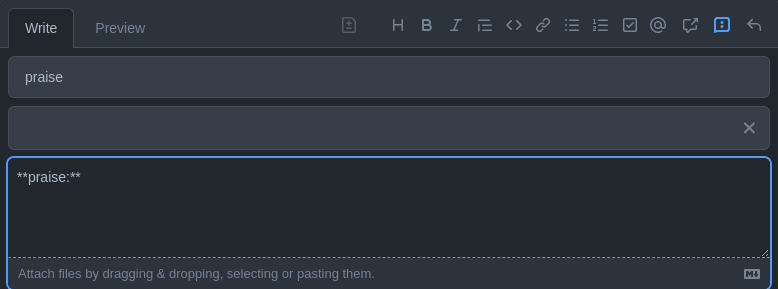 Write Preview
praise
**praise:**
Attach files by dragging & dropping, selecting or pasting them.